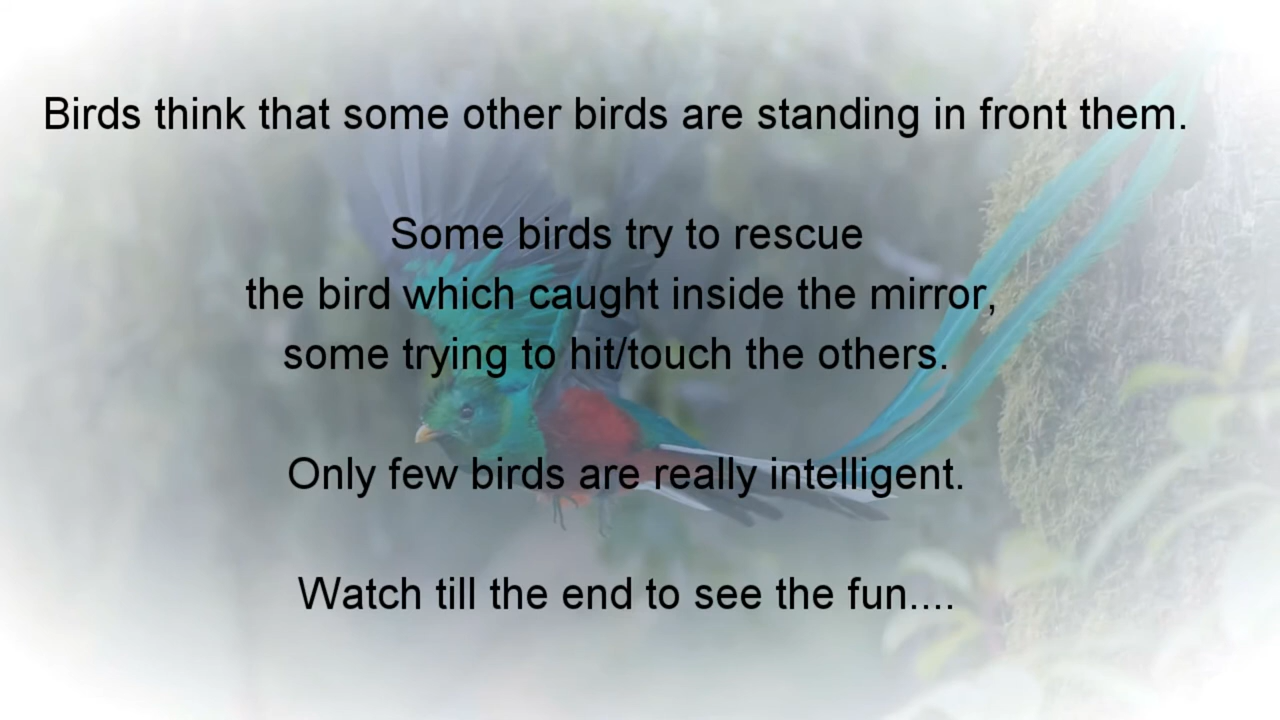 Birds think that some other birds are standing in front them.
Some birds try to rescue
the bird which caught inside the mirror,
some trying to hit/touch the others.
Only few birds are really intelligent.
Watch till the end to see the fun....